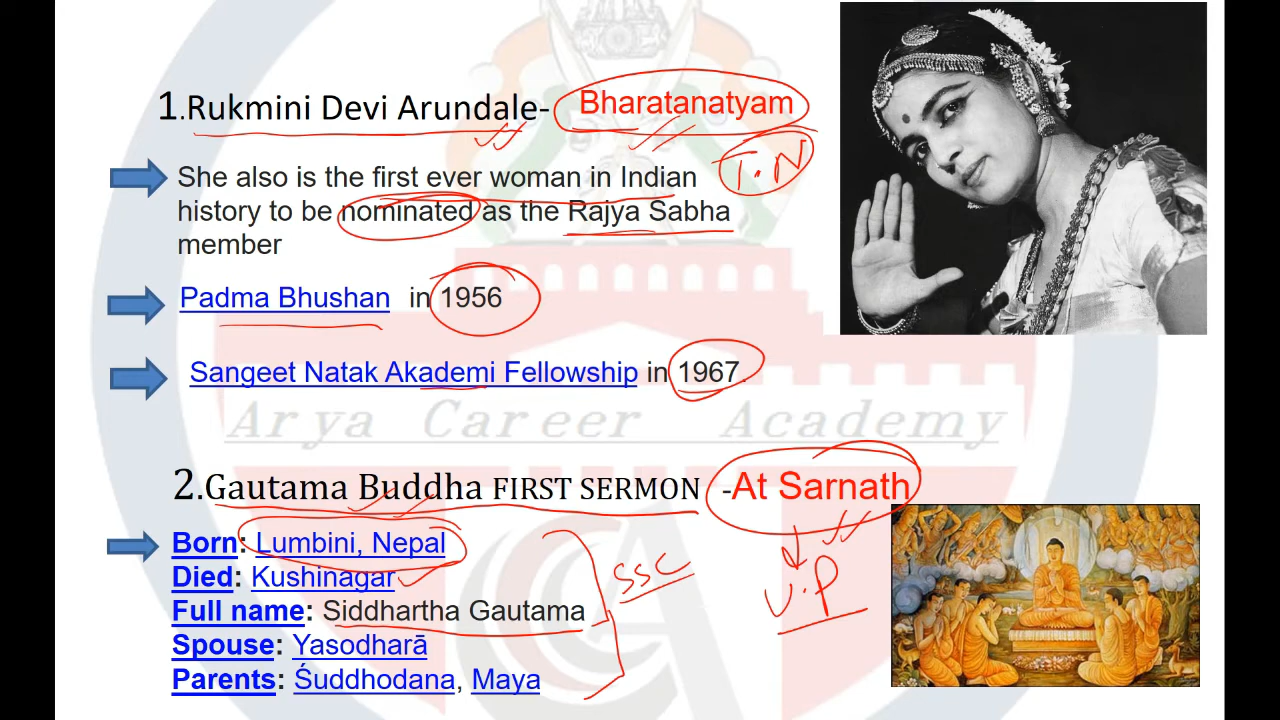 1.Rukmini Devi Arundale- Bharatanatyam
T.N
She also is the first ever woman in Indian
history to be nominated as the Rajya Sabha
member
Padma Bhushan in 1956
Sangeet Natak Akademi Fellowship in 1967.
Arya Career Academy
2.Gautama Buddha FIRST SERMON -At Sarnath
Born: Lumbini, Nepal
Died: Kushinagar
SSC
U.P
Full name: Siddhartha Gautama
Spouse: Yasodharā
Parents: Śuddhodana, Maya